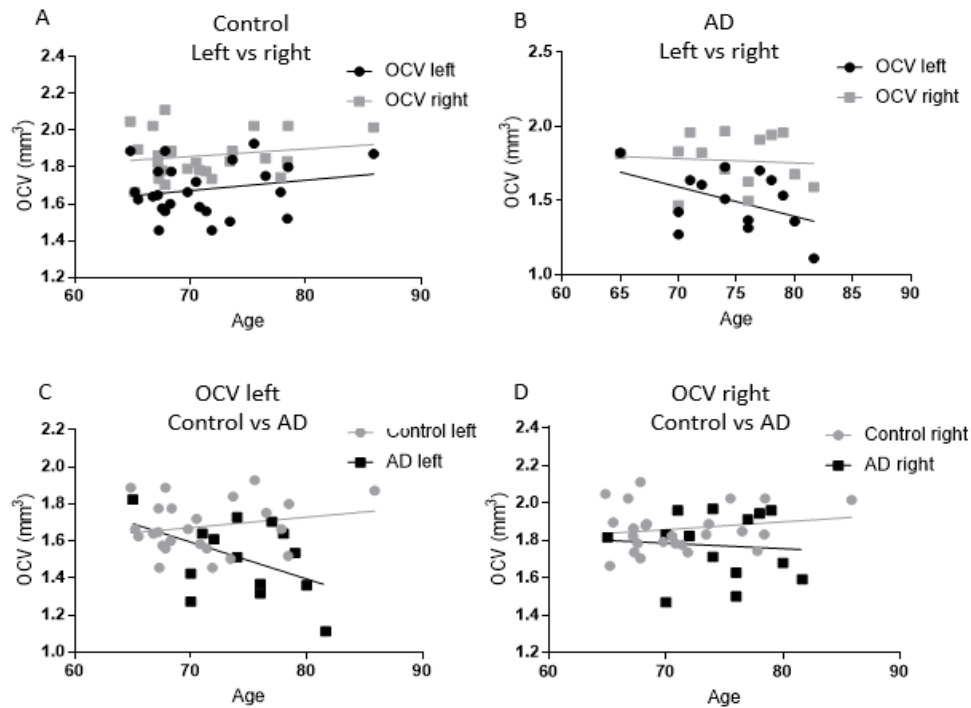 A
Control
Left vs right
OCV left
OCV right
OCV (mm³)
2.4
2.2
2.0
1.8
1.6
1.4
1.2
60
70
80
90
Age
B
AD
Left vs right
OCV left
OCV right
OCV (mm³)
2.5
2.0
1.5
1.0
60
65
70
75
80
85
90
Age
C
OCV left
Control vs AD
Control left
AD left
OCV (mm³)
2.2
2.0
1.8
1.6
1.4
1.2
1.0
60
70
80
90
Age
D
OCV right
Control vs AD
Control right
AD right
OCV (mm³)
2.4
2.2
2.0
1.8
1.6
1.4
1.2
60
70
80
90
Age